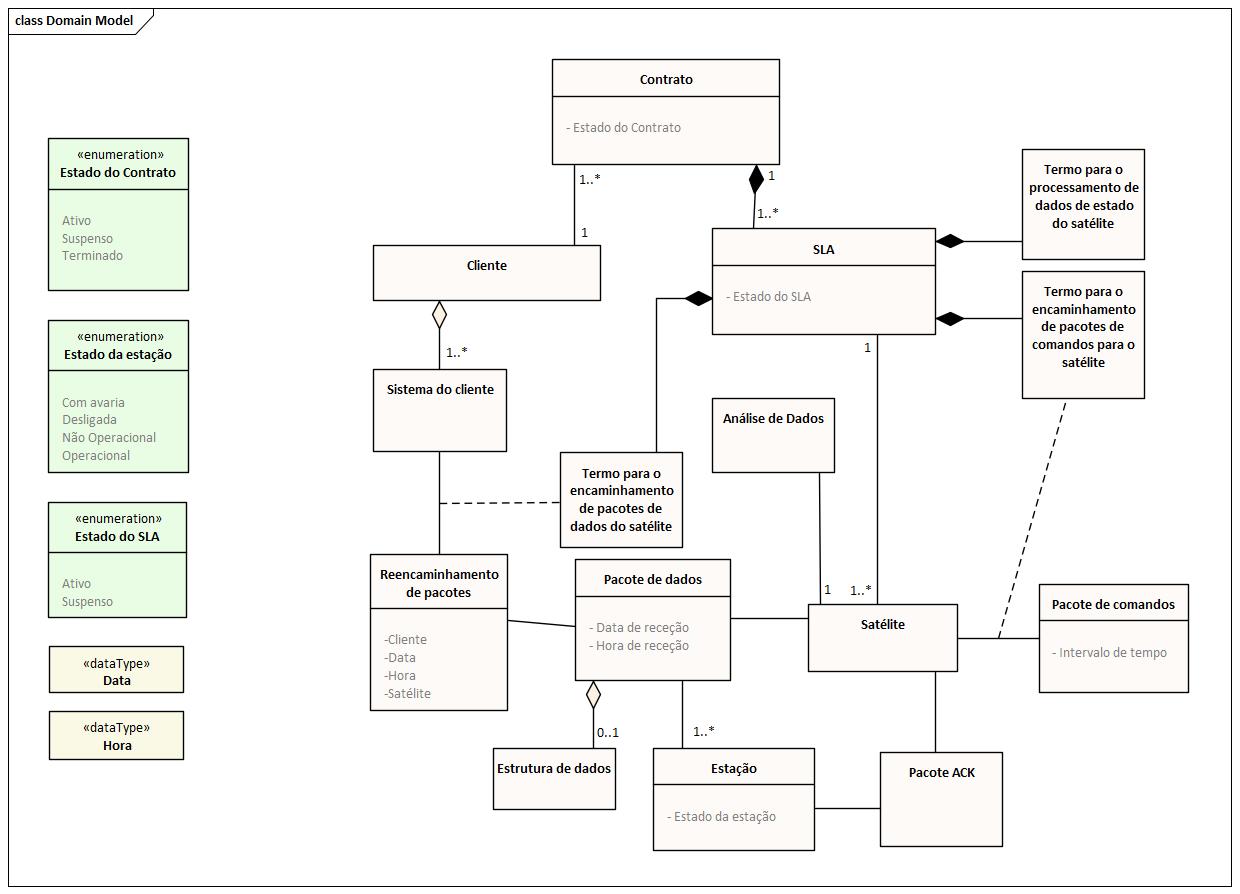 class Domain Model
Contrato
- Estado do Contrato
1..*
1
1
1..*
«enumeration»
Estado do Contrato
Ativo
Suspenso
Terminado
«enumeration»
Estado da estação
Com avaria
Desligada
Não Operacional
Operacional
«enumeration»
Estado do SLA
Ativo
Suspenso
«dataType»
Data
«dataType»
Hora
Cliente
1..*
Sistema do cliente
SLA
- Estado do SLA
1
Termo para o
processamento de
dados de estado
do satélite
Termo para o
encaminhamento
de pacotes de
comandos para o
satélite
Análise de Dados
1
1..*
Termo para o
encaminhamento
de pacotes de
dados do satélite
Reencaminhamento
de pacotes
-Cliente
-Data
-Hora
-Satélite
Pacote de dados
- Data de receção
- Hora de receção
0..1
1..*
Satélite
Pacote de comandos
- Intervalo de tempo
Estrutura de dados
Estação
- Estado da estação
Pacote ACK